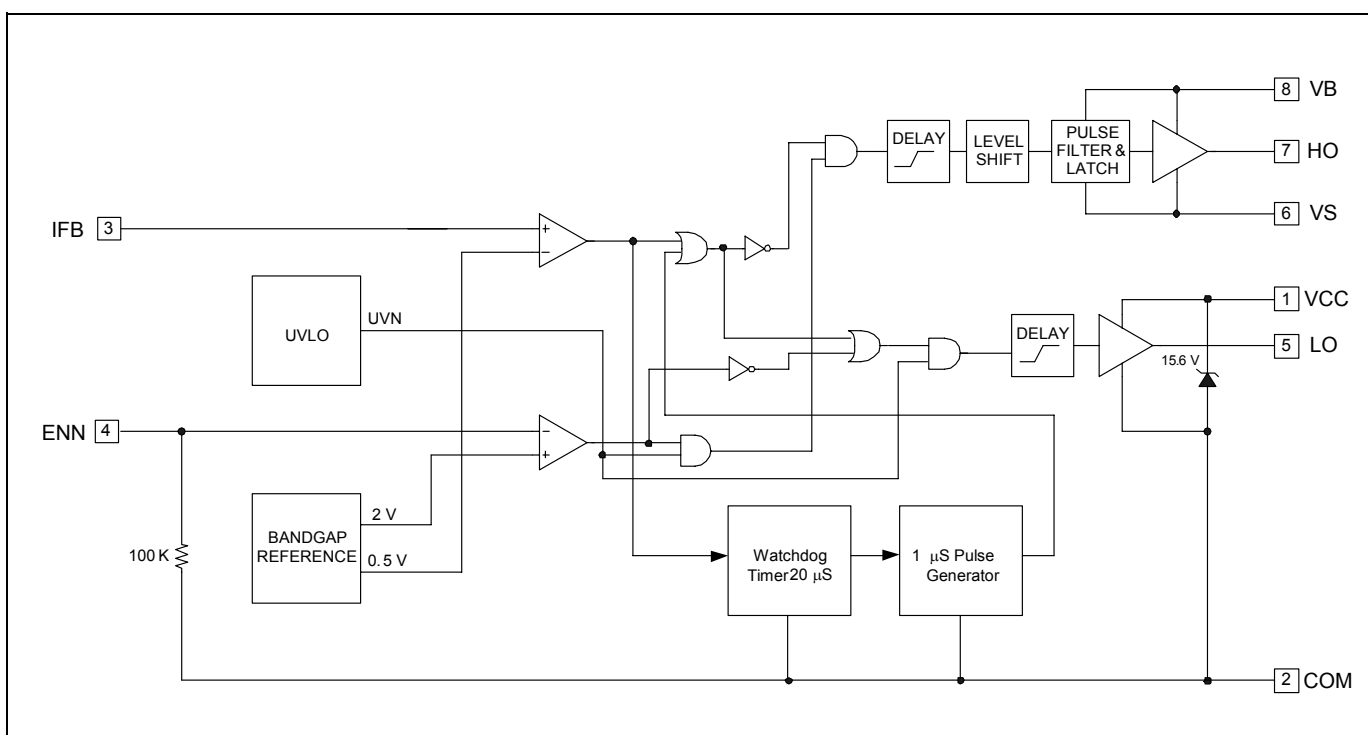 8 VB
DELAY
LEVEL
SHIFT
PULSE
FILTER &
LATCH
7 HO
IFB 3
+
−
6 VS
UVLO
UVN
1 VCC
DELAY
15.6 V
5 LO
ENN 4
−
+
BANDGAP
REFERENCE
2 V
0.5 V
100 K
Watchdog
Timer 20 µS
1 µS Pulse
Generator
2 COM